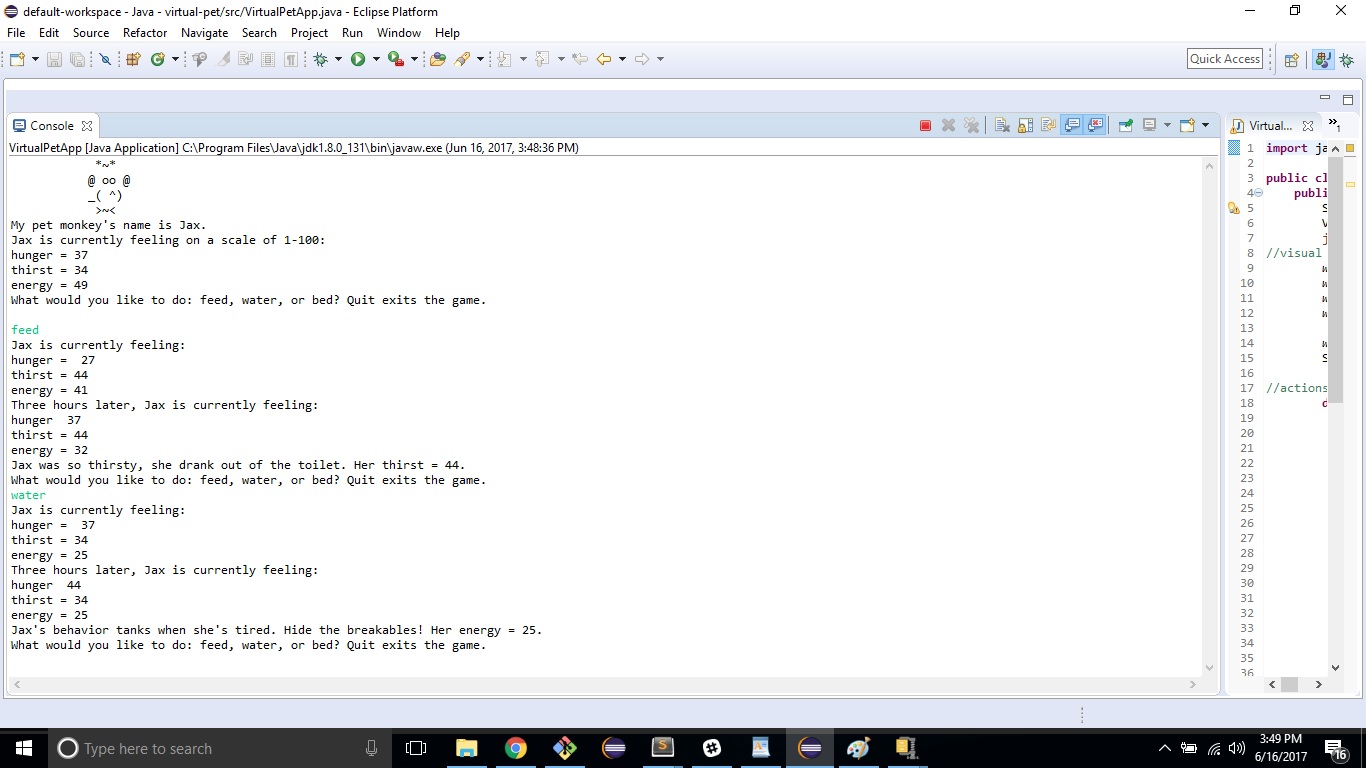 default-workspace - Java - virtual-pet/src/VirtualPetApp.java - Eclipse Platform
File Edit Source Refactor Navigate Search Project Run Window Help
Quick Access
Console
VirtualPetApp [Java Application] C:\Program Files\Java\jdk1.8.0_131\bin\javaw.exe (Jun 16, 2017, 3:48:36 PM)
*~*
@ oo @
_( ^)
>~<
My pet monkey's name is Jax.
Jax is currently feeling on a scale of 1-100:
hunger = 37
thirst = 34
energy = 49
What would you like to do: feed, water, or bed? Quit exits the game.
feed
Jax is currently feeling:
hunger =  27
thirst = 44
energy = 41
Three hours later, Jax is currently feeling:
hunger  37
thirst = 44
energy = 32
Jax was so thirsty, she drank out of the toilet. Her thirst = 44.
What would you like to do: feed, water, or bed? Quit exits the game.
water
Jax is currently feeling:
hunger =  37
thirst = 34
energy = 25
Three hours later, Jax is currently feeling:
hunger  44
thirst = 34
energy = 25
Jax's behavior tanks when she's tired. Hide the breakables! Her energy = 25.
What would you like to do: feed, water, or bed? Quit exits the game.
Virtual... »1
1 import ja
2
3 public cl
4 publi
5 S
6 V
7 j
8 //visual
9 w
10 w
11 w
12 w
13
14 w
15 S
16
17 //actions
18 d
19
20
21
22
23
24
25
26
27
28
29
30
31
32
33
34
35
36
Type here to search
3:49 PM
6/16/2017
16